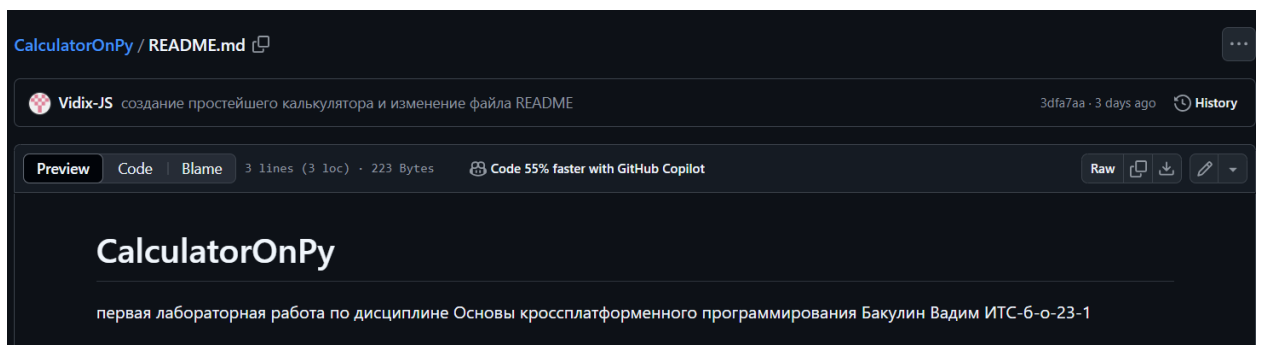 CalculatorOnPy / README.md
Vidix-JS создание простейшего калькулятора и изменение файла README 3dfa7aa · 3 days ago History
Preview Code Blame 3 lines (3 loc) · 223 Bytes Code 55% faster with GitHub Copilot Raw
CalculatorOnPy
первая лабораторная работа по дисциплине Основы кроссплатформенного программирования Бакулин Вадим ИТС-б-о-23-1